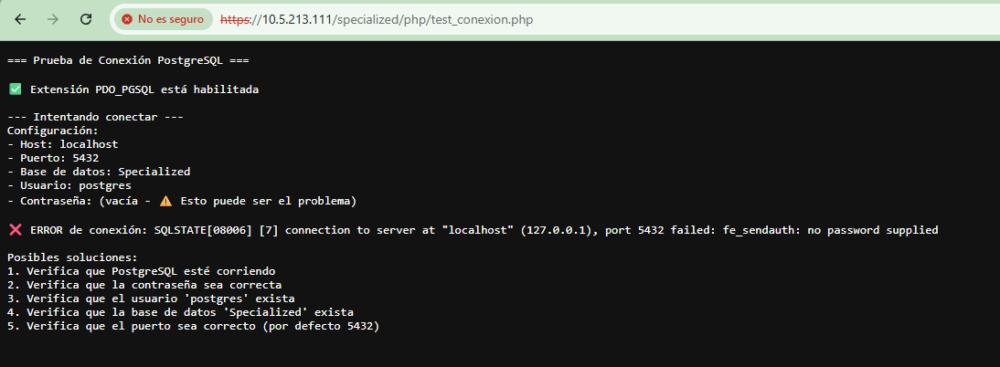 No es seguro https://10.5.213.111/specialized/php/test_conexion.php
=== Prueba de Conexión PostgreSQL ===
✅ Extensión PDO_PGSQL está habilitada
--- Intentando conectar ---
Configuración:
- Host: localhost
- Puerto: 5432
- Base de datos: Specialized
- Usuario: postgres
- Contraseña: (vacía - ⚠️ Esto puede ser el problema)
❌ ERROR de conexión: SQLSTATE[08006] [7] connection to server at "localhost" (127.0.0.1), port 5432 failed: fe_sendauth: no password supplied
Posibles soluciones:
1. Verifica que PostgreSQL esté corriendo
2. Verifica que la contraseña sea correcta
3. Verifica que el usuario 'postgres' exista
4. Verifica que la base de datos 'Specialized' exista
5. Verifica que el puerto sea correcto (por defecto 5432)